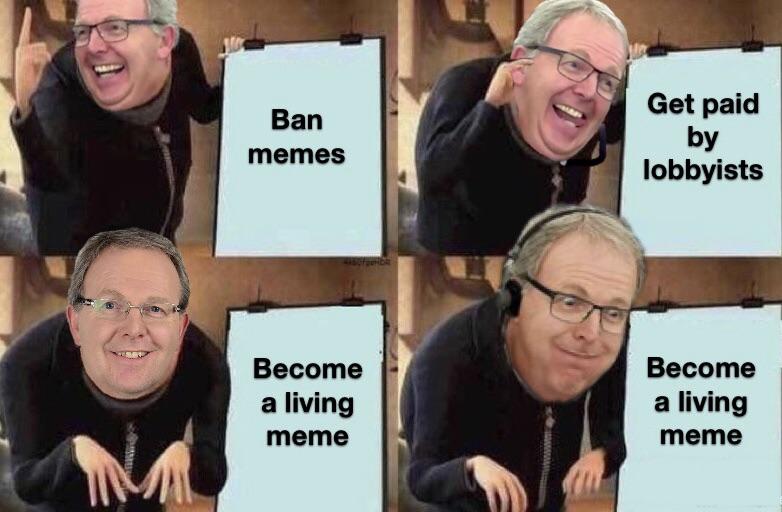 Ban
memes
Get paid
by
lobbyists
Become
a living
meme
Become
a living
meme